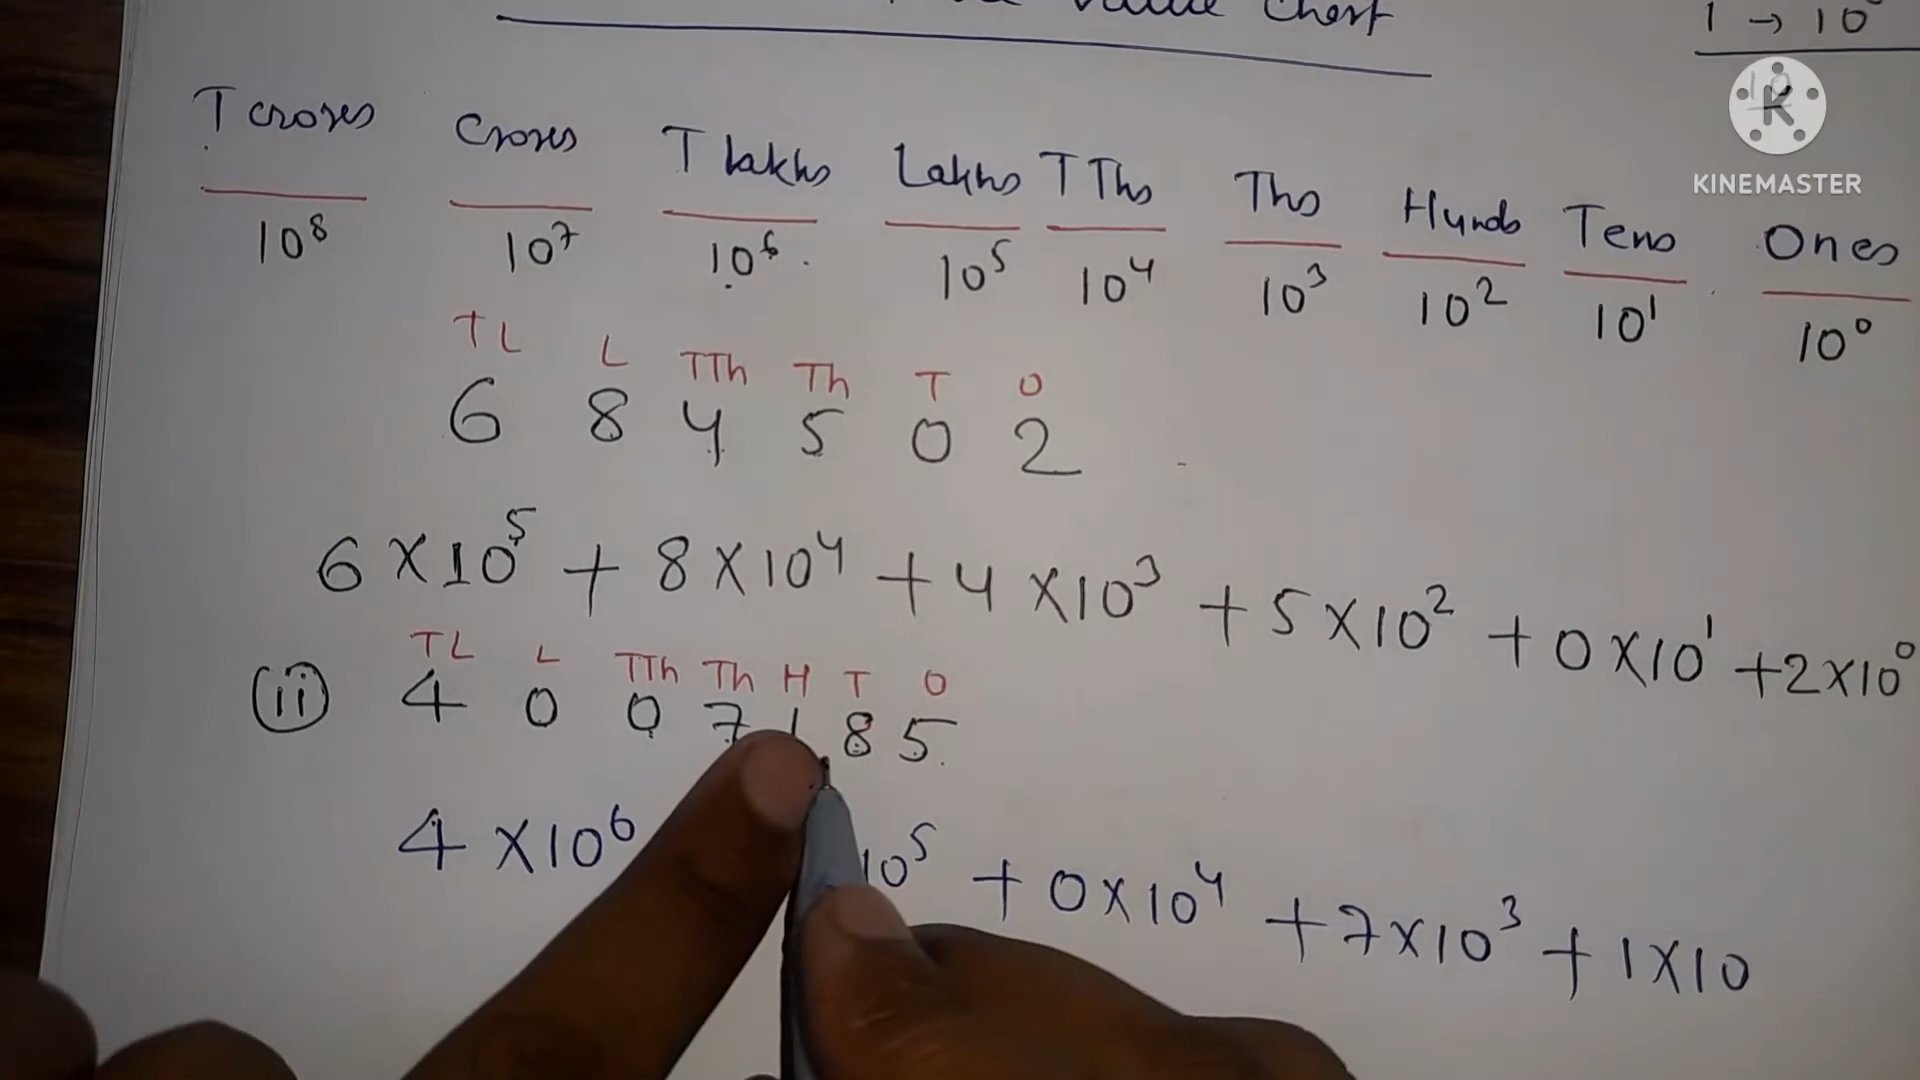 Value Chart
1 → 10
KINEMASTER
T crores Crores T lakhs Lakhs T Ths Ths Hunds Tens Ones
10⁸ 10⁷ 10⁶ 10⁵ 10⁴ 10³ 10² 10¹ 10⁰
TL L TTh Th T O
6 8 4 5 0 2
6 × 10⁵ + 8 × 10⁴ + 4 × 10³ + 5 × 10² + 0 × 10¹ + 2 × 10⁰
TL L TTh Th H T O
(ii) 4 0 0 7 1 8 5
4 × 10⁶ 10⁵ + 0 × 10⁴ + 7 × 10³ + 1 × 10